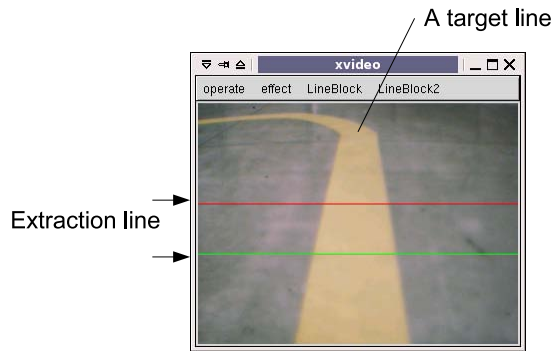 A target line
xvideo
operate effect LineBlock LineBlock2
Extraction line